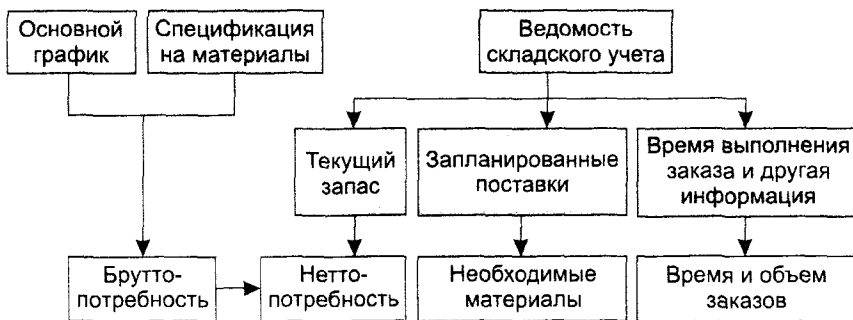 Основной
график
Спецификация
на материалы
Ведомость
складского учета
Текущий
запас
Запланированные
поставки
Время выполнения
заказа и другая
информация
Брутто-
потребность
Нетто-
потребность
Необходимые
материалы
Время и объем
заказов